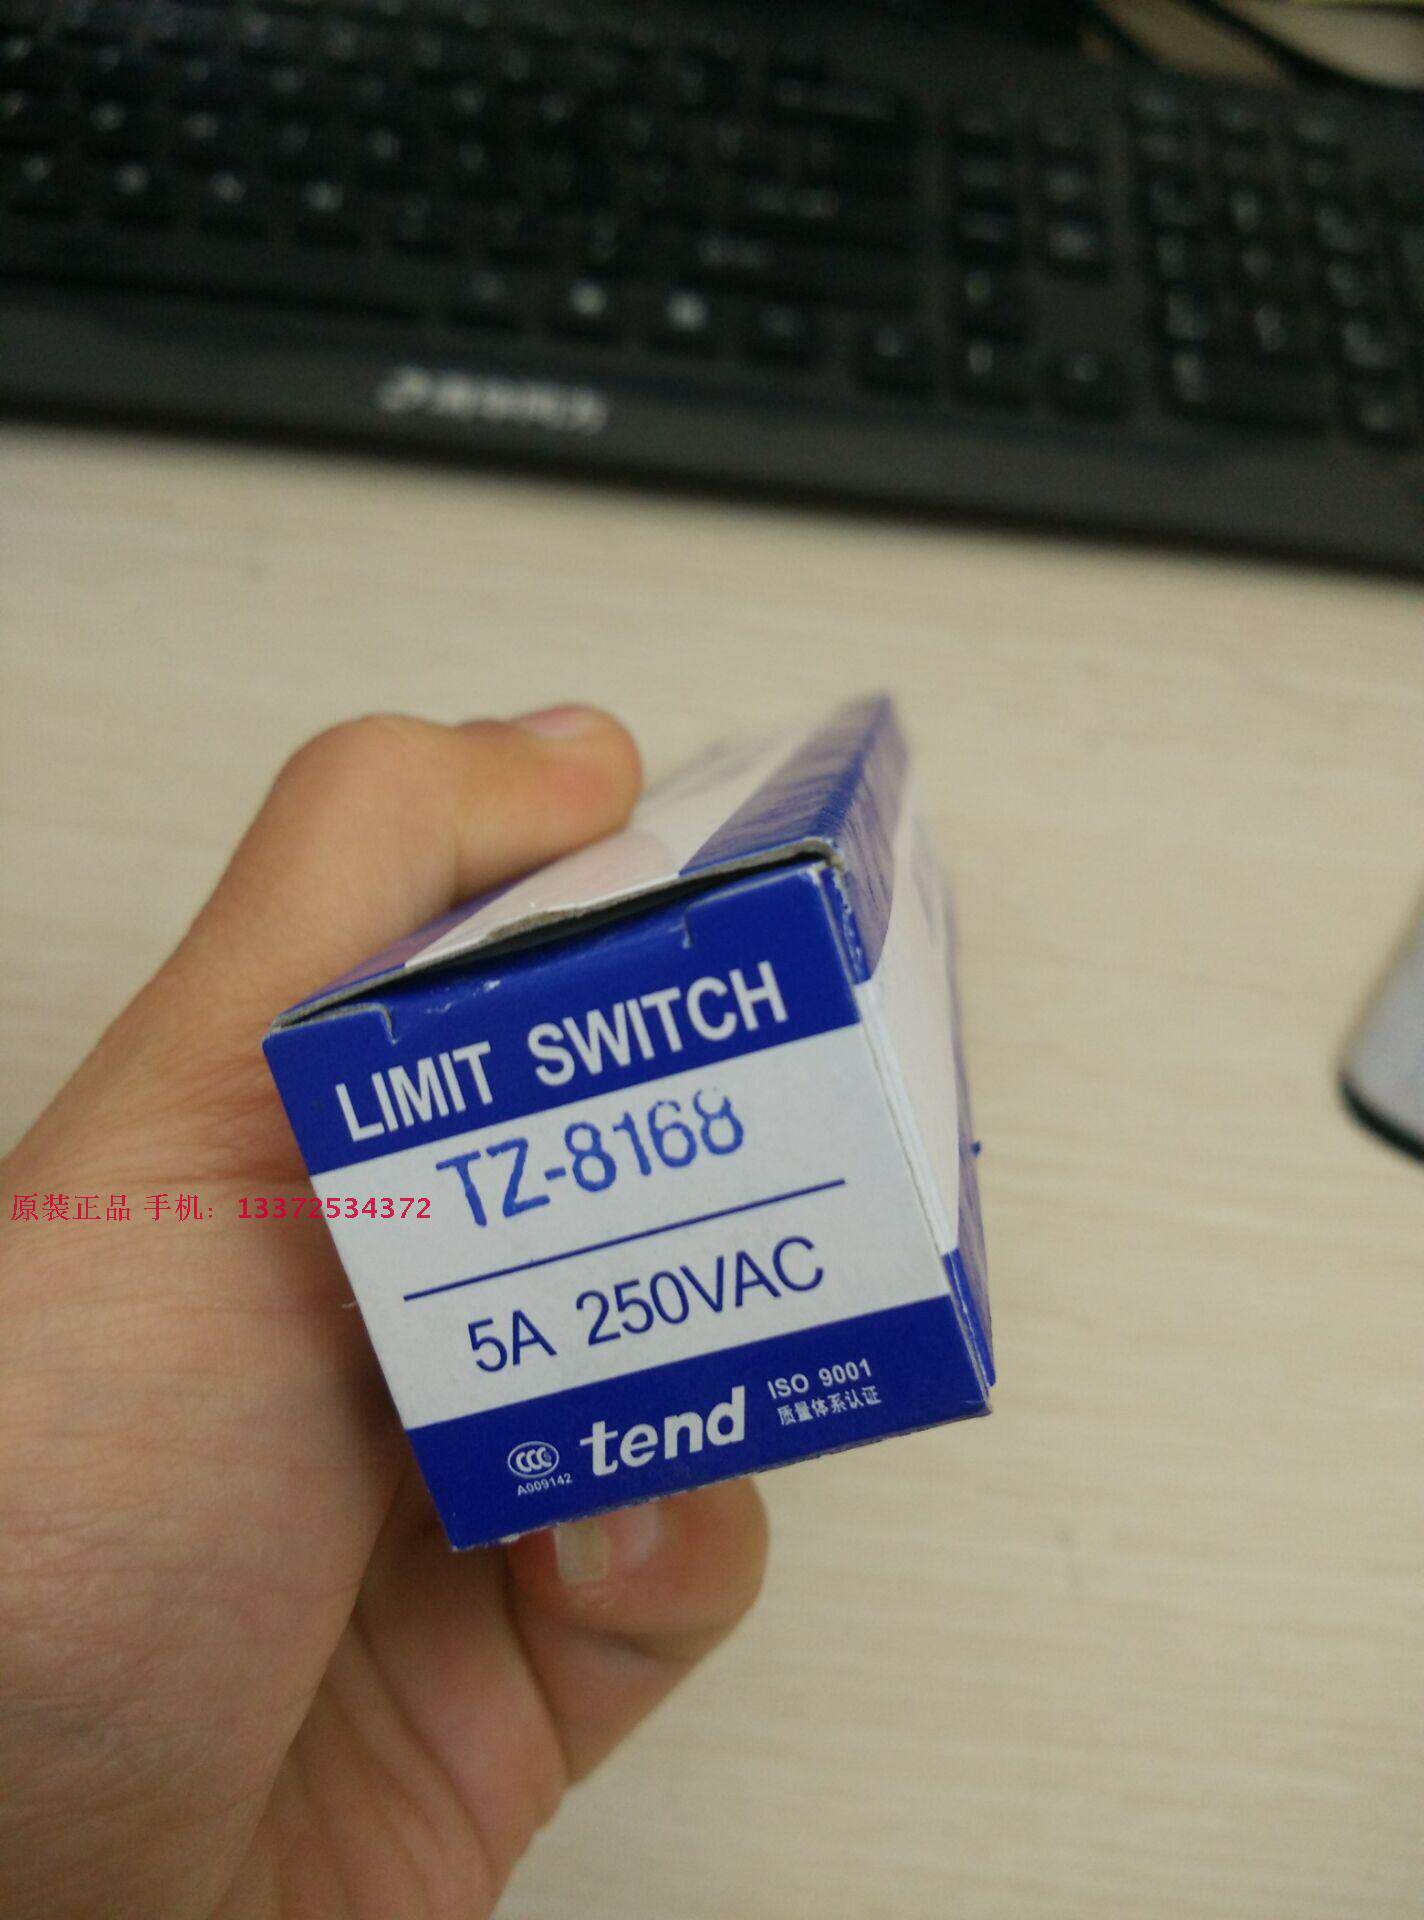 LIMIT SWITCH
TZ-8168
原装正品 手机：13372534372
5A 250VAC
CCC
A009142
tend
ISO 9001
质量体系认证